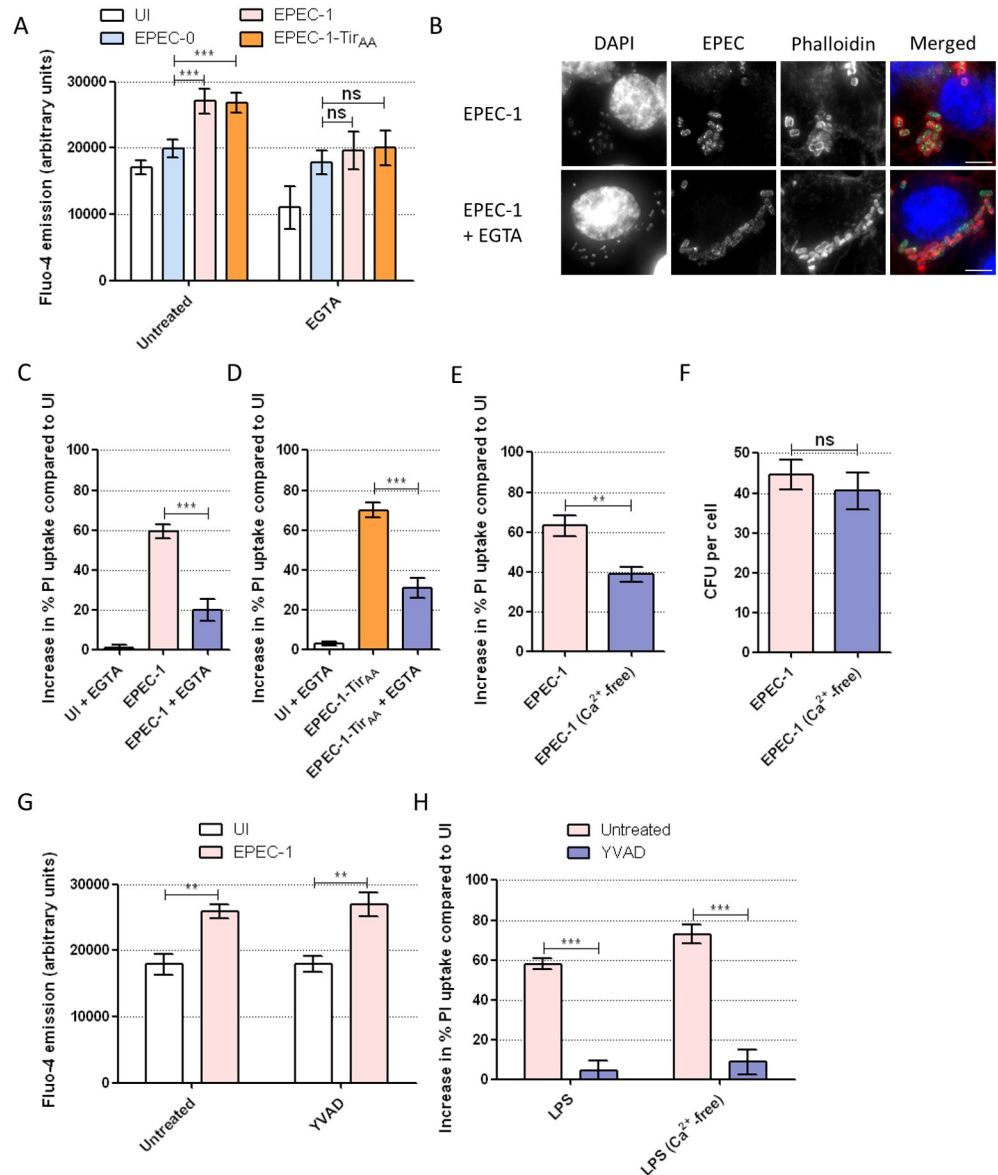 A
UI
EPEC-0
EPEC-1
EPEC-1-TirAA
Fluo-4 emission (arbitrary units)
30000
20000
10000
0
***
***
ns
ns
Untreated
EGTA
B
DAPI
EPEC
Phalloidin
Merged
EPEC-1
EPEC-1
+ EGTA
C
Increase in % PI uptake compared to UI
100
80
60
40
20
0
***
UI + EGTA
EPEC-1
EPEC-1 + EGTA
D
Increase in % PI uptake compared to UI
100
80
60
40
20
0
***
UI + EGTA
EPEC-1-TirAA
EPEC-1-TirAA + EGTA
E
Increase in % PI uptake compared to UI
100
80
60
40
20
0
**
EPEC-1
EPEC-1 (Ca2+-free)
F
CFU per cell
50
40
30
20
10
0
ns
EPEC-1
EPEC-1 (Ca2+-free)
G
UI
EPEC-1
Fluo-4 emission (arbitrary units)
30000
20000
10000
0
**
**
Untreated
YVAD
H
Untreated
YVAD
Increase in % PI uptake compared to UI
100
80
60
40
20
0
***
***
LPS
LPS (Ca2+-free)